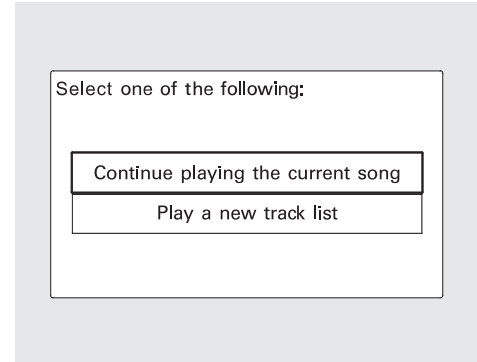 Select one of the following:
Continue playing the current song
Play a new track list